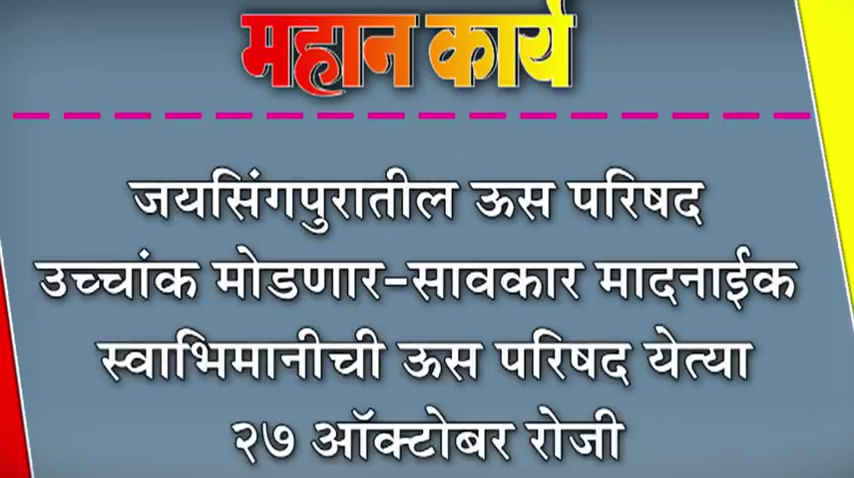 महान कार्य
जयसिंगपुरातील ऊस परिषद
उच्चांक मोडणार-सावकार मादनाईक
स्वाभिमानीची ऊस परिषद येत्या
२७ ऑक्टोबर रोजी